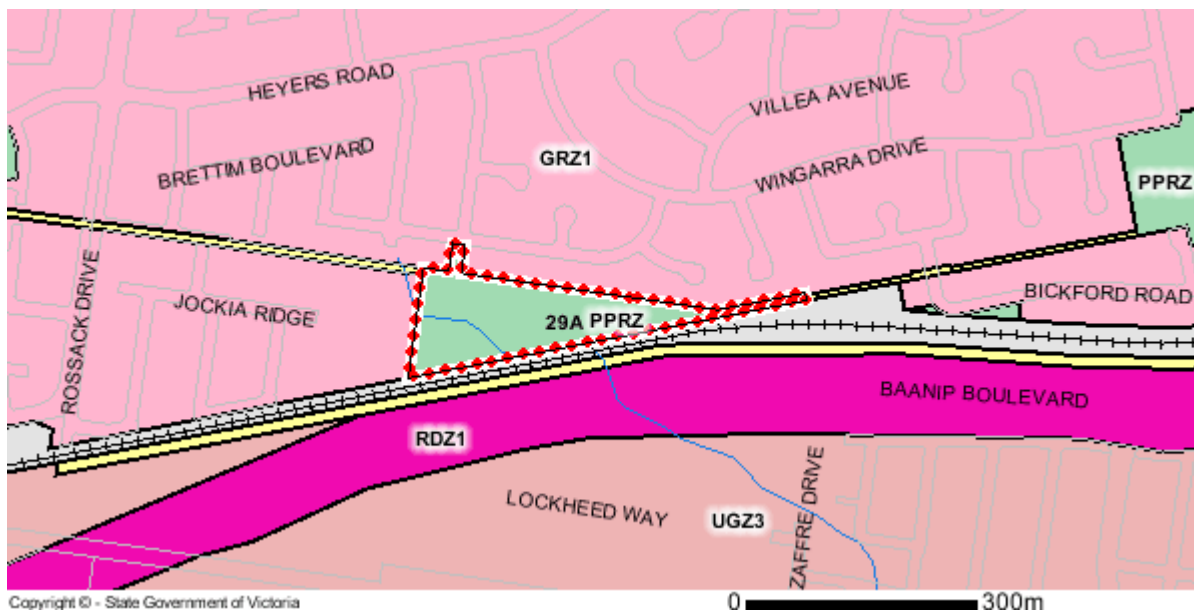 HEYERS ROAD
VILLEA AVENUE
BRETTIM BOULEVARD
GRZ1
WINGARRA DRIVE
PPRZ
ROSSACK DRIVE
JOCKIA RIDGE
29A PPRZ
BICKFORD ROAD
BAANIP BOULEVARD
RDZ1
LOCKHEED WAY
UGZ3
ZAFFRE DRIVE
Copyright © - State Government of Victoria
0 300m